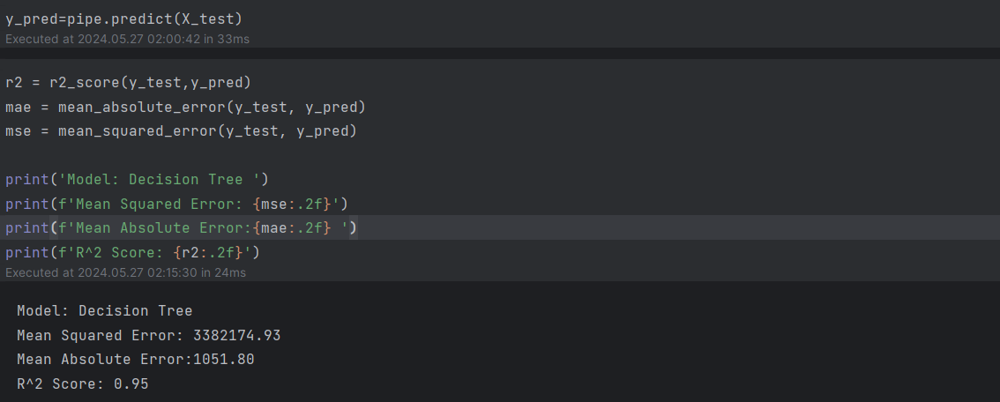 y_pred=pipe.predict(X_test)
Executed at 2024.05.27 02:00:42 in 33ms
r2 = r2_score(y_test,y_pred)
mae = mean_absolute_error(y_test, y_pred)
mse = mean_squared_error(y_test, y_pred)
print('Model: Decision Tree ')
print(f'Mean Squared Error: {mse:.2f}')
print(f'Mean Absolute Error:{mae:.2f} ')
print(f'R^2 Score: {r2:.2f}')
Executed at 2024.05.27 02:15:30 in 24ms
Model: Decision Tree
Mean Squared Error: 3382174.93
Mean Absolute Error:1051.80
R^2 Score: 0.95